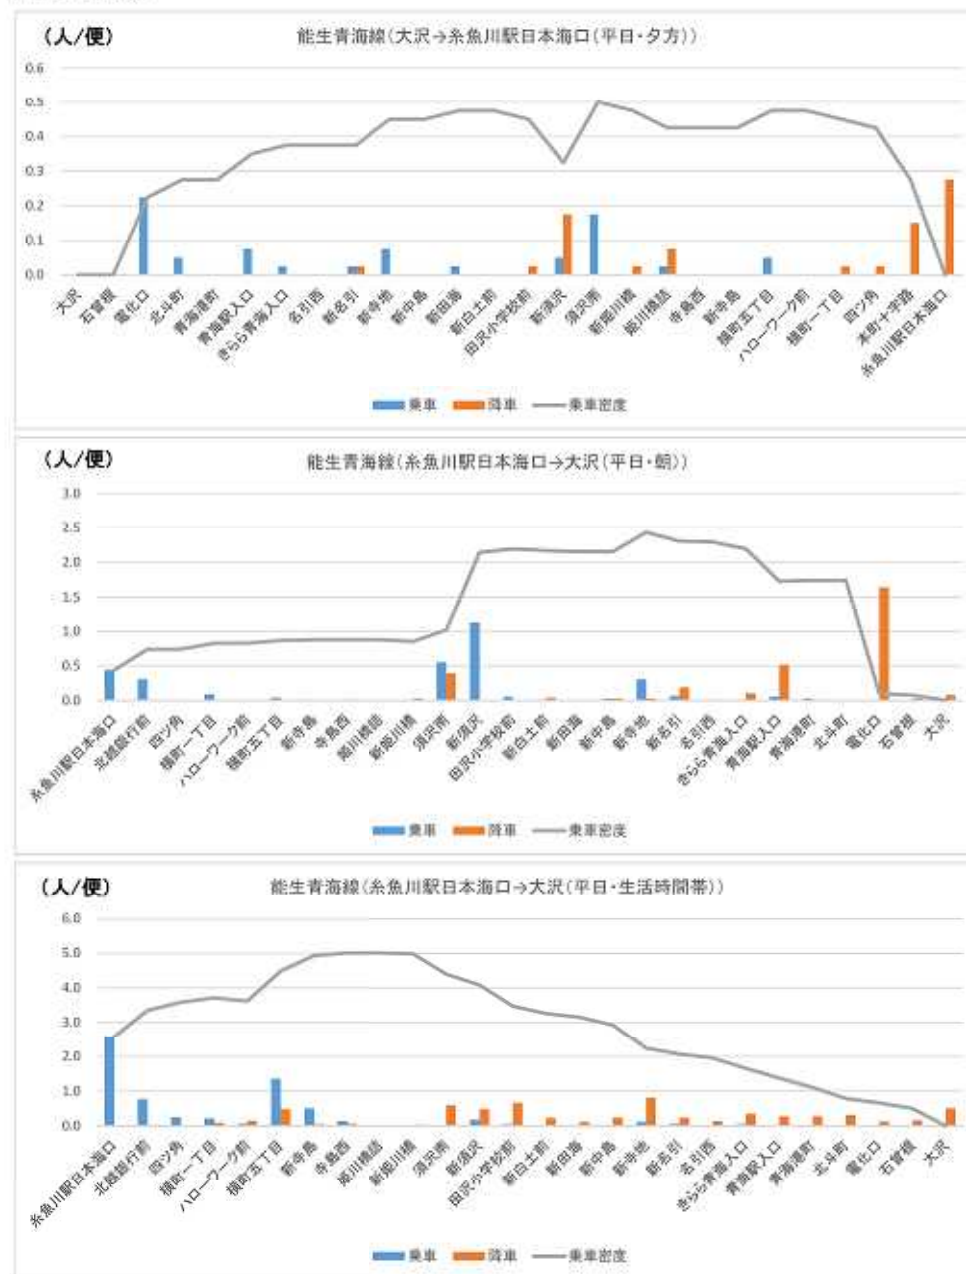 (人/便)
能生青海線(大沢→糸魚川駅日本海口(平日・夕方))
0.6
0.5
0.4
0.3
0.2
0.1
0.0
大沢
石曽根
電化口
北斗町
青海港町
青海駅入口
きらら青海入口
名引西
新名引
新寺地
新中島
新田海
新白土前
田沢小学校前
新須沢
須沢南
新姫川橋
姫川橋詰
寺島西
新寺島
横町五丁目
ハローワーク前
横町一丁目
四ツ角
本町十字路
糸魚川駅日本海口
乗車 降車 乗車密度
(人/便)
能生青海線(糸魚川駅日本海口→大沢(平日・朝))
3.0
2.5
2.0
1.5
1.0
0.5
0.0
糸魚川駅日本海口
北越銀行前
四ツ角
横町一丁目
ハローワーク前
横町五丁目
新寺島
寺島西
姫川橋詰
新姫川橋
須沢南
新須沢
田沢小学校前
新白土前
新田海
新中島
新寺地
新名引
名引西
きらら青海入口
青海駅入口
青海港町
北斗町
電化口
石曽根
大沢
乗車 降車 乗車密度
(人/便)
能生青海線(糸魚川駅日本海口→大沢(平日・生活時間帯))
6.0
5.0
4.0
3.0
2.0
1.0
0.0
糸魚川駅日本海口
北越銀行前
四ツ角
横町一丁目
ハローワーク前
横町五丁目
新寺島
寺島西
姫川橋詰
新姫川橋
須沢南
新須沢
田沢小学校前
新白土前
新田海
新中島
新寺地
新名引
名引西
きらら青海入口
青海駅入口
青海港町
北斗町
電化口
石曽根
大沢
乗車 降車 乗車密度